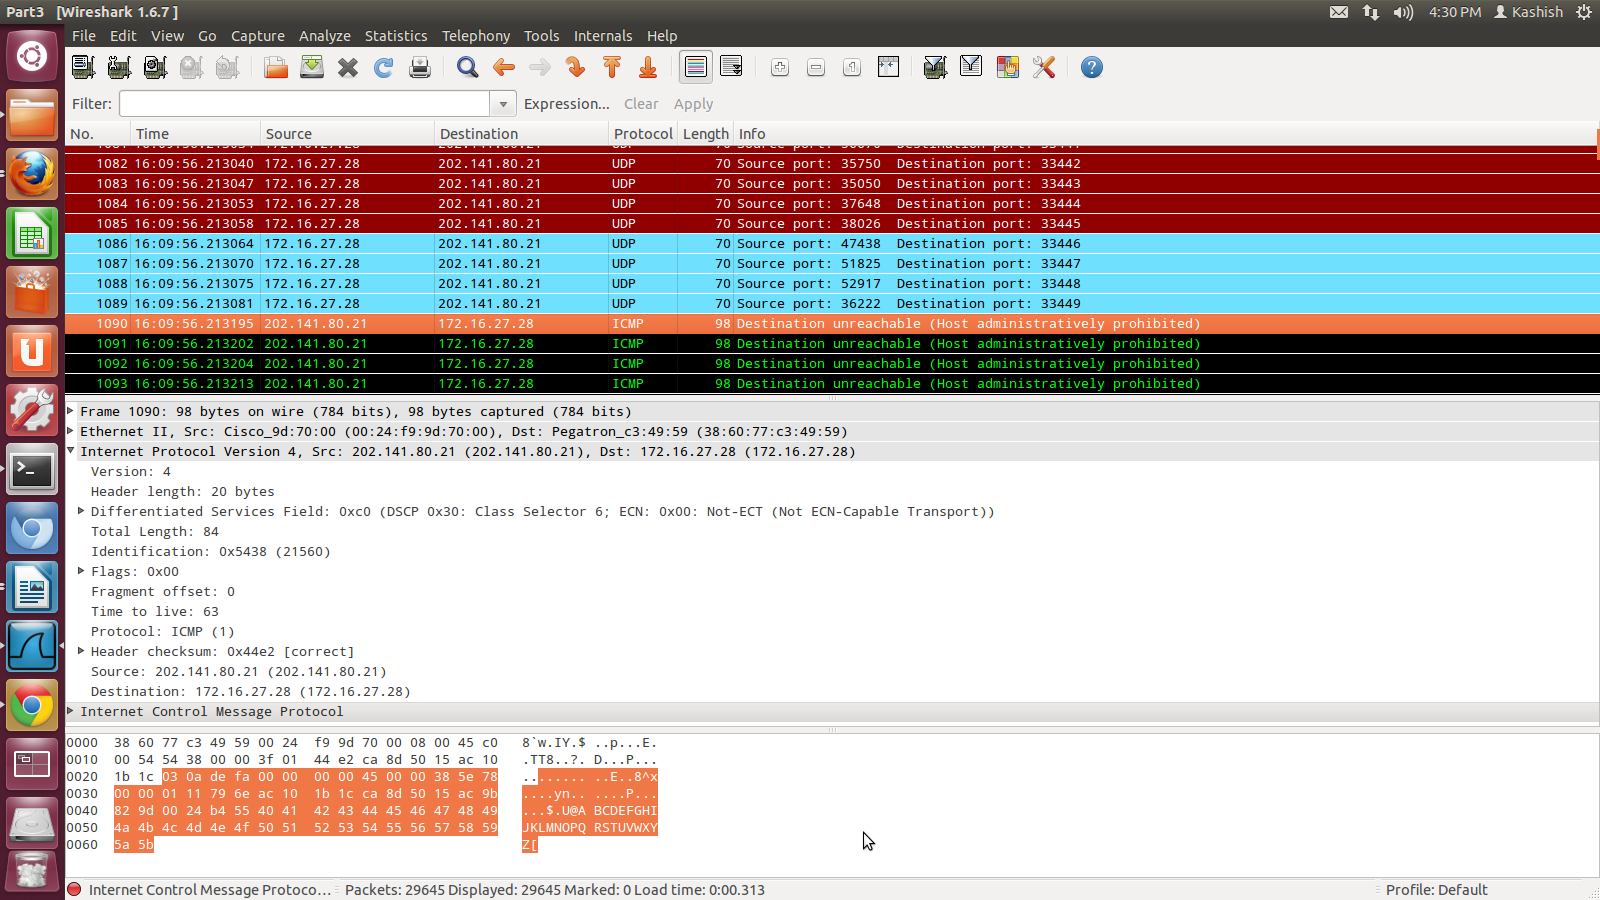 Part3 [Wireshark 1.6.7 ] 4:30 PM Kashish
File Edit View Go Capture Analyze Statistics Telephony Tools Internals Help
Filter: Expression... Clear Apply
No. Time Source Destination Protocol Length Info
1082 16:09:56.213040 172.16.27.28 202.141.80.21 UDP 70 Source port: 35750 Destination port: 33442
1083 16:09:56.213047 172.16.27.28 202.141.80.21 UDP 70 Source port: 35050 Destination port: 33443
1084 16:09:56.213053 172.16.27.28 202.141.80.21 UDP 70 Source port: 37648 Destination port: 33444
1085 16:09:56.213058 172.16.27.28 202.141.80.21 UDP 70 Source port: 38026 Destination port: 33445
1086 16:09:56.213064 172.16.27.28 202.141.80.21 UDP 70 Source port: 47438 Destination port: 33446
1087 16:09:56.213070 172.16.27.28 202.141.80.21 UDP 70 Source port: 51825 Destination port: 33447
1088 16:09:56.213075 172.16.27.28 202.141.80.21 UDP 70 Source port: 52917 Destination port: 33448
1089 16:09:56.213081 172.16.27.28 202.141.80.21 UDP 70 Source port: 36222 Destination port: 33449
1090 16:09:56.213195 202.141.80.21 172.16.27.28 ICMP 98 Destination unreachable (Host administratively prohibited)
1091 16:09:56.213202 202.141.80.21 172.16.27.28 ICMP 98 Destination unreachable (Host administratively prohibited)
1092 16:09:56.213204 202.141.80.21 172.16.27.28 ICMP 98 Destination unreachable (Host administratively prohibited)
1093 16:09:56.213213 202.141.80.21 172.16.27.28 ICMP 98 Destination unreachable (Host administratively prohibited)
Frame 1090: 98 bytes on wire (784 bits), 98 bytes captured (784 bits)
Ethernet II, Src: Cisco_9d:70:00 (00:24:f9:9d:70:00), Dst: Pegatron_c3:49:59 (38:60:77:c3:49:59)
Internet Protocol Version 4, Src: 202.141.80.21 (202.141.80.21), Dst: 172.16.27.28 (172.16.27.28)
Version: 4
Header length: 20 bytes
Differentiated Services Field: 0xc0 (DSCP 0x30: Class Selector 6; ECN: 0x00: Not-ECT (Not ECN-Capable Transport))
Total Length: 84
Identification: 0x5438 (21560)
Flags: 0x00
Fragment offset: 0
Time to live: 63
Protocol: ICMP (1)
Header checksum: 0x44e2 [correct]
Source: 202.141.80.21 (202.141.80.21)
Destination: 172.16.27.28 (172.16.27.28)
Internet Control Message Protocol
0000 38 60 77 c3 49 59 00 24 f9 9d 70 00 08 00 45 c0 8`w.IY.$ ..p...E.
0010 00 54 54 38 00 00 3f 01 44 e2 ca 8d 50 15 ac 10 .TT8..?. D...P...
0020 1b 1c 03 0a de fa 00 00 00 00 45 00 00 38 5e 78 ........ ..E..8^x
0030 00 00 01 11 79 6e ac 10 1b 1c ca 8d 50 15 ac 9b ....yn.. ....P...
0040 82 9d 00 24 b4 55 40 41 42 43 44 45 46 47 48 49 ...$.U@A BCDEFGHI
0050 4a 4b 4c 4d 4e 4f 50 51 52 53 54 55 56 57 58 59 JKLMNOPQ RSTUVWXY
0060 5a 5b Z[
Internet Control Message Protoco... Packets: 29645 Displayed: 29645 Marked: 0 Load time: 0:00.313 Profile: Default